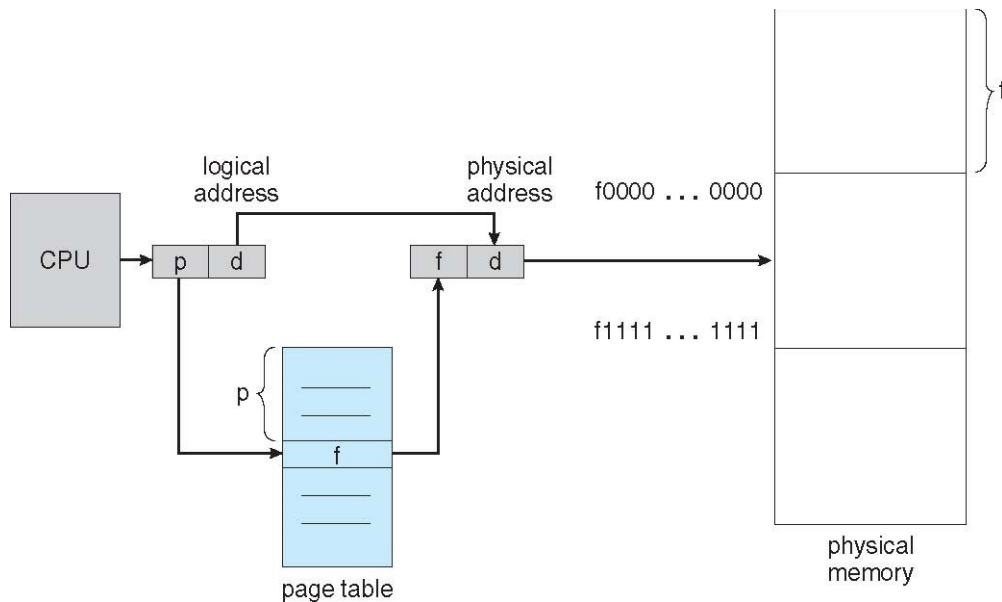 logical
address
physical
address
f0000 ... 0000
CPU
p
d
f
d
f1111 ... 1111
p
f
page table
physical
memory